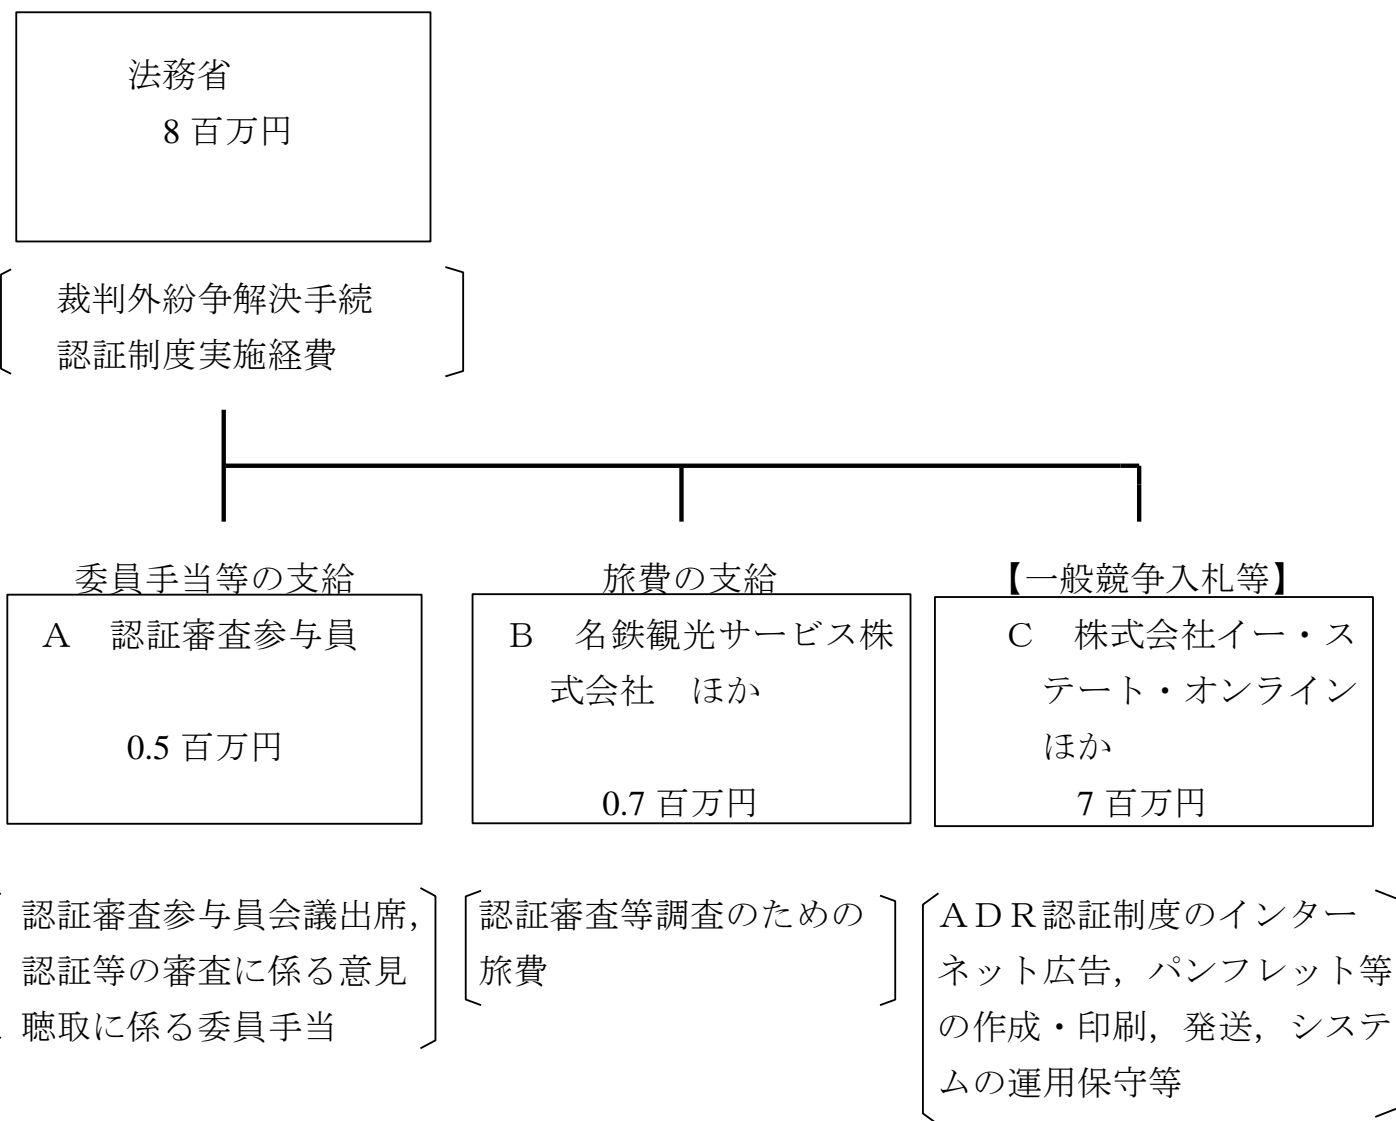 法務省
8 百万円
裁判外紛争解決手続
認証制度実施経費
委員手当等の支給
A 認証審査参与員
0.5 百万円
認証審査参与員会議出席,
認証等の審査に係る意見
聴取に係る委員手当
旅費の支給
B 名鉄観光サービス株
式会社 ほか
0.7 百万円
認証審査等調査のための
旅費
【一般競争入札等】
C 株式会社イー・ス
テート・オンライン
ほか
7 百万円
ADR認証制度のインター
ネット広告,パンフレット等
の作成・印刷,発送,システ
ムの運用保守等